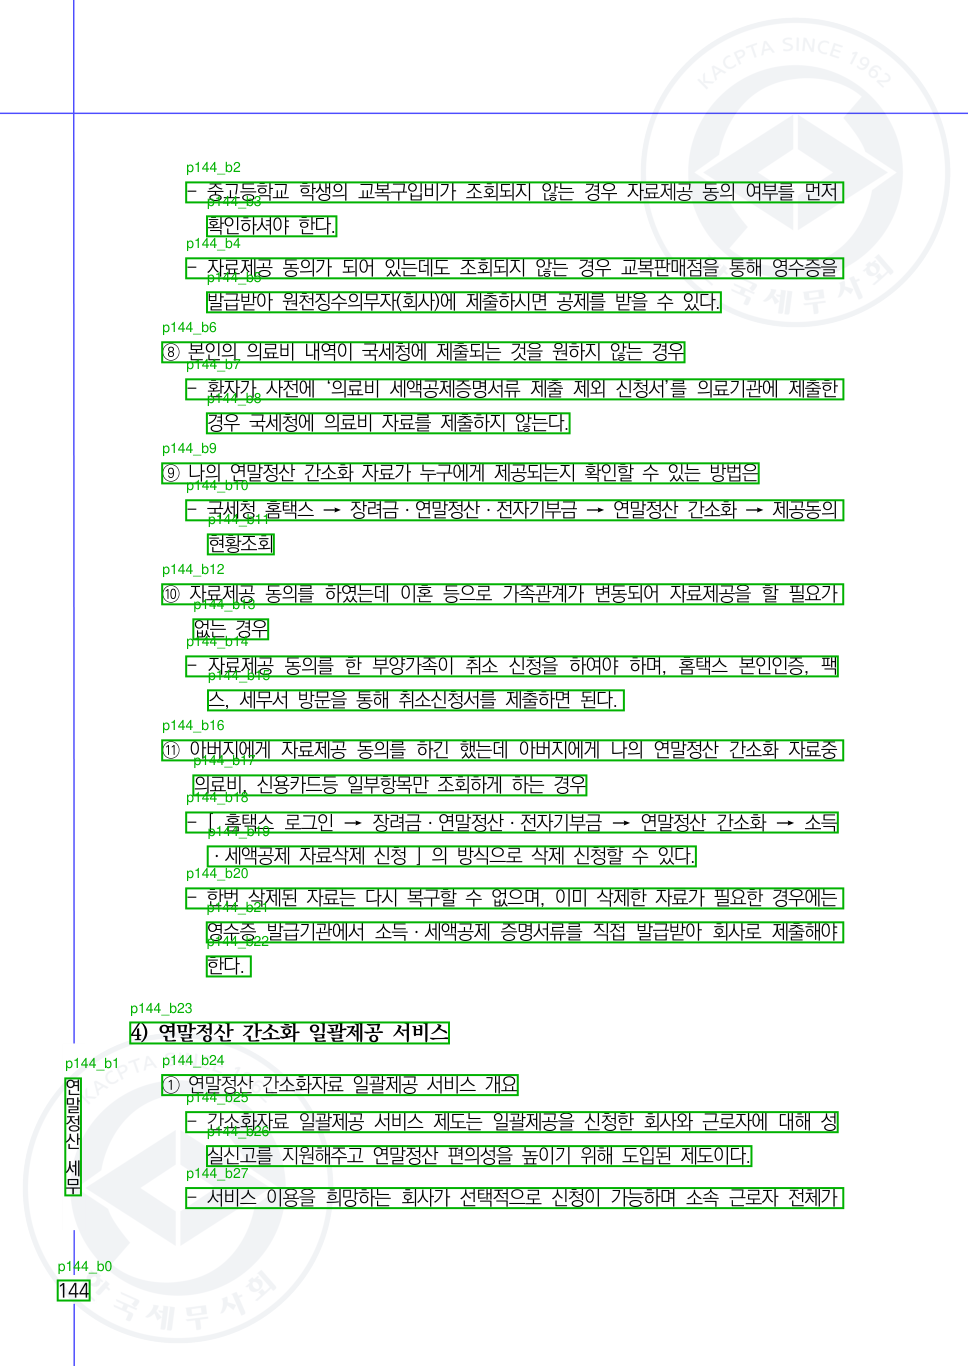 KACPTA SINCE 1962
한국세무사회
p144_b2
- 중고등학교 학생의 교복구입비가 조회되지 않는 경우 자료제공 동의 여부를 먼저
p144_b3
확인하셔야 한다.
p144_b4
- 자료제공 동의가 되어 있는데도 조회되지 않는 경우 교복판매점을 통해 영수증을
p144_b5
발급받아 원천징수의무자(회사)에 제출하시면 공제를 받을 수 있다.
p144_b6
⑧ 본인의 의료비 내역이 국세청에 제출되는 것을 원하지 않는 경우
p144_b7
- 환자가 사전에 ‘의료비 세액공제증명서류 제출 제외 신청서’를 의료기관에 제출한
p144_b8
경우 국세청에 의료비 자료를 제출하지 않는다.
p144_b9
⑨ 나의 연말정산 간소화 자료가 누구에게 제공되는지 확인할 수 있는 방법은
p144_b10
- 국세청 홈택스 → 장려금·연말정산·전자기부금 → 연말정산 간소화 → 제공동의
p144_b11
현황조회
p144_b12
⑩ 자료제공 동의를 하였는데 이혼 등으로 가족관계가 변동되어 자료제공을 할 필요가
p144_b13
없는 경우
p144_b14
- 자료제공 동의를 한 부양가족이 취소 신청을 하여야 하며, 홈택스 본인인증, 팩
p144_b15
스, 세무서 방문을 통해 취소신청서를 제출하면 된다.
p144_b16
⑪ 아버지에게 자료제공 동의를 하긴 했는데 아버지에게 나의 연말정산 간소화 자료중
p144_b17
의료비, 신용카드등 일부항목만 조회하게 하는 경우
p144_b18
- [ 홈택스 로그인 → 장려금·연말정산·전자기부금 → 연말정산 간소화 → 소득
p144_b19
·세액공제 자료삭제 신청 ] 의 방식으로 삭제 신청할 수 있다.
p144_b20
- 한번 삭제된 자료는 다시 복구할 수 없으며, 이미 삭제한 자료가 필요한 경우에는
p144_b21
영수증 발급기관에서 소득·세액공제 증명서류를 직접 발급받아 회사로 제출해야
p144_b22
한다.
p144_b23
4) 연말정산 간소화 일괄제공 서비스
p144_b24
① 연말정산 간소화자료 일괄제공 서비스 개요
p144_b25
- 간소화자료 일괄제공 서비스 제도는 일괄제공을 신청한 회사와 근로자에 대해 성
p144_b26
실신고를 지원해주고 연말정산 편의성을 높이기 위해 도입된 제도이다.
p144_b27
- 서비스 이용을 희망하는 회사가 선택적으로 신청이 가능하며 소속 근로자 전체가
p144_b1
연말정산 세무
p144_b0
144
KACPTA
한국세무사회